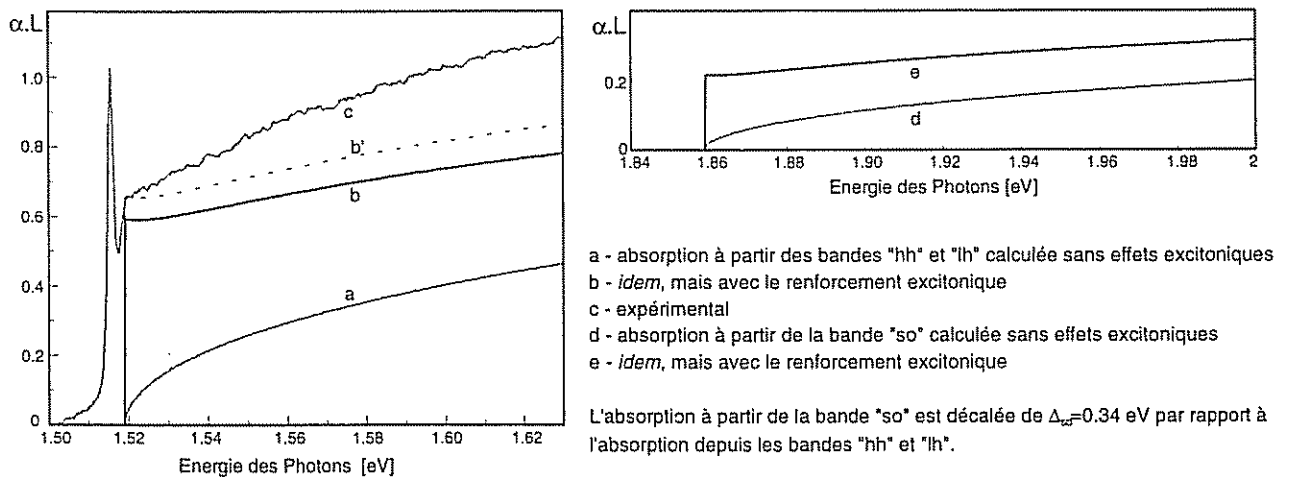 α.L
1.0
0.8
0.6
0.4
0.2
0
1.50
1.52
1.54
1.56
1.58
1.60
1.62
Energie des Photons [eV]
c
b'
b
a
α.L
0.2
0
1.84
1.86
1.88
1.90
1.92
1.94
1.96
1.98
2
Energie des Photons [eV]
e
d
a - absorption à partir des bandes "hh" et "lh" calculée sans effets excitoniques
b - idem, mais avec le renforcement excitonique
c - expérimental
d - absorption à partir de la bande "so" calculée sans effets excitoniques
e - idem, mais avec le renforcement excitonique
L'absorption à partir de la bande "so" est décalée de Δso=0.34 eV par rapport à
l'absorption depuis les bandes "hh" et "lh".